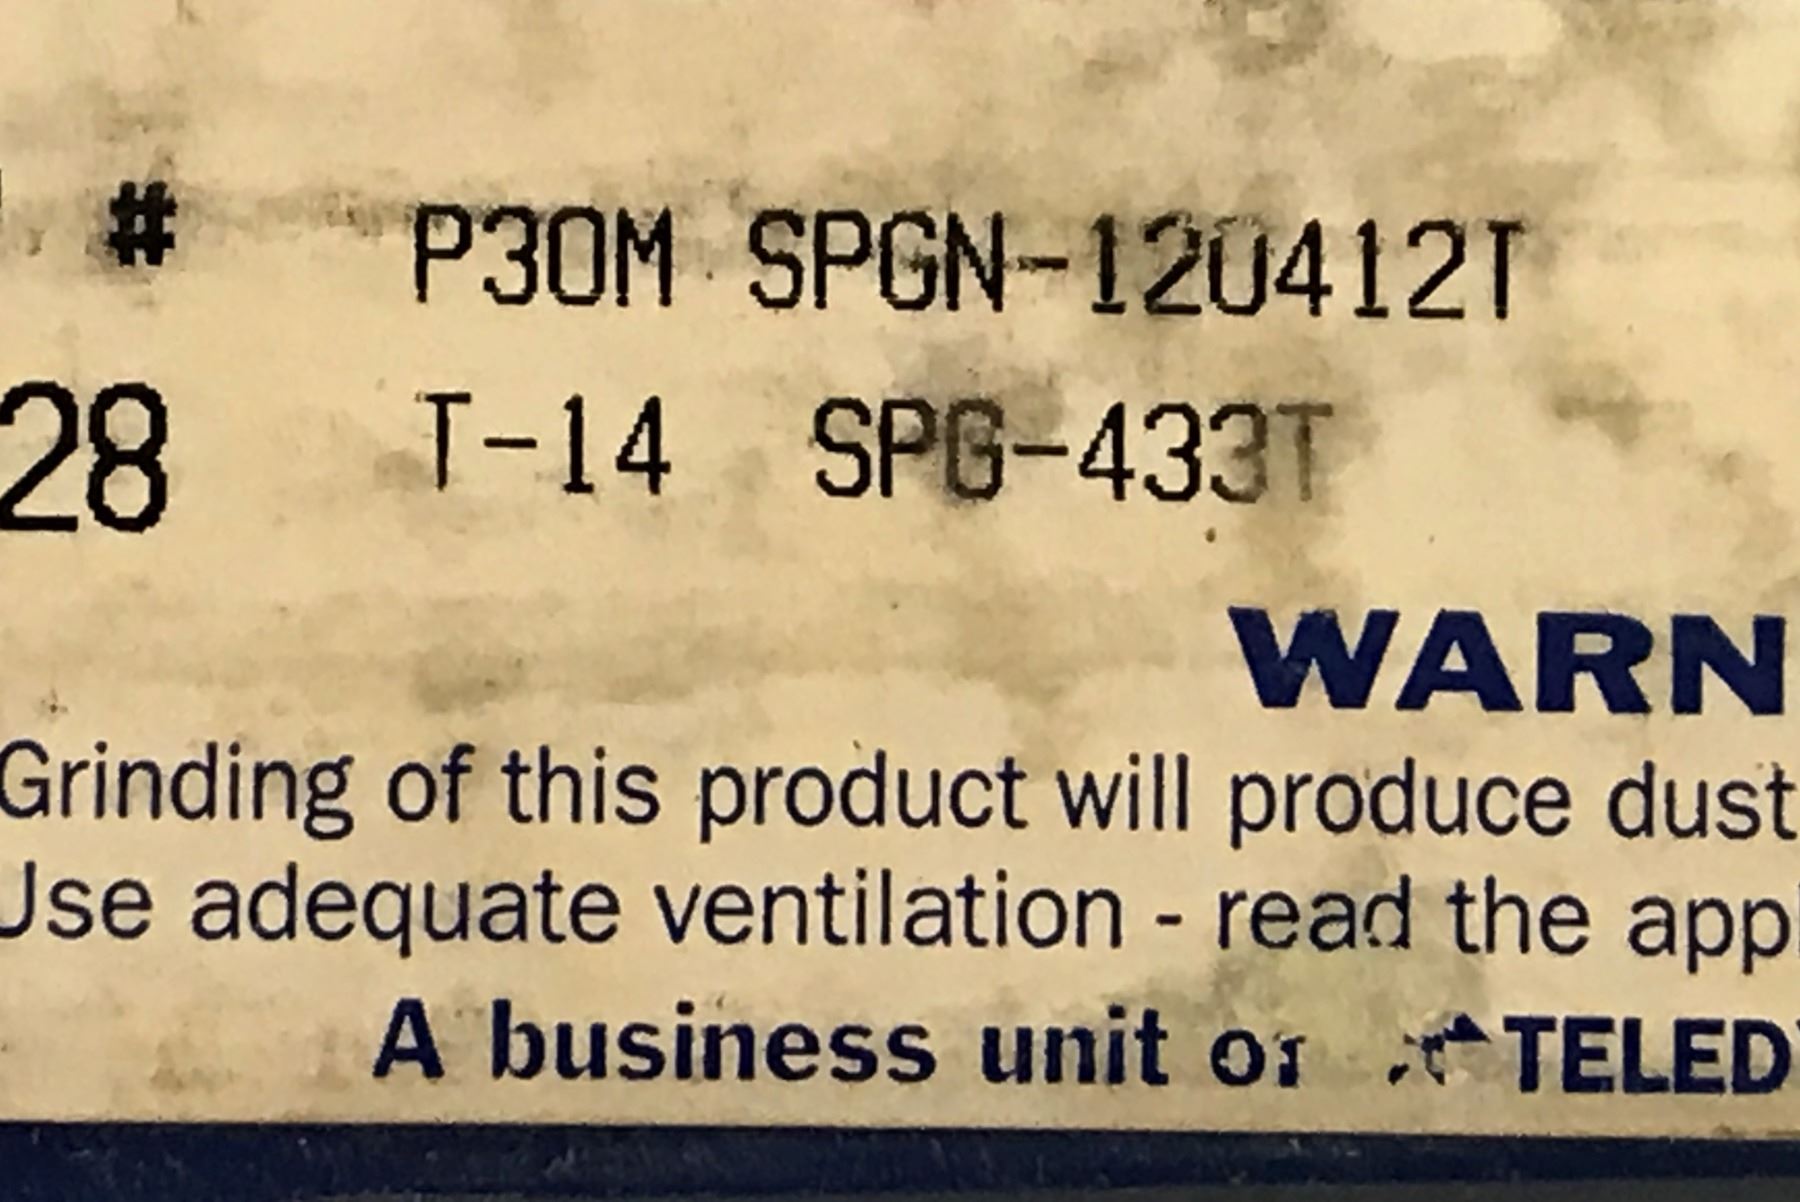 # P30M SPGN-120412T
28 T-14 SPG-433T
WARN
Grinding of this product will produce dust
Use adequate ventilation - read the appl
A business unit of TELEDY